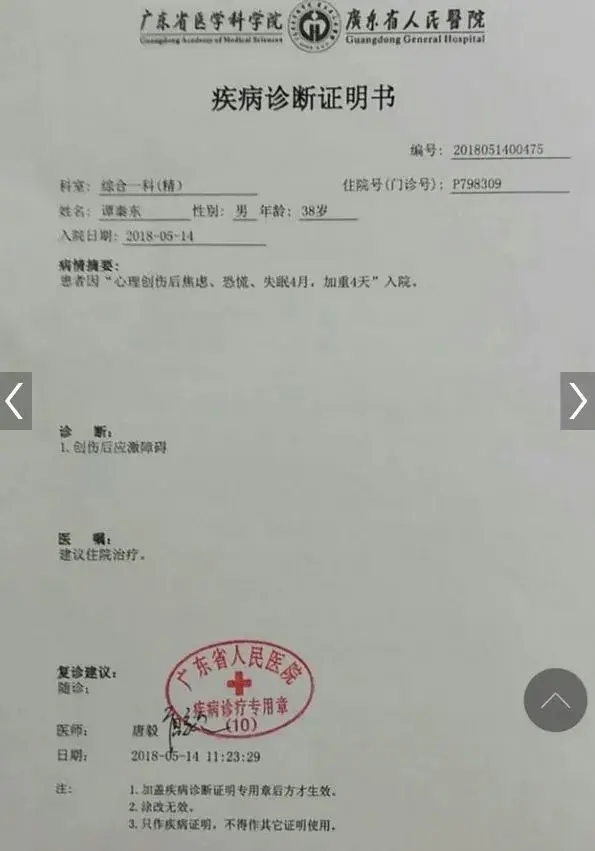 广东省医学科学院 广东省人民醫院
Guangdong Academy of Medical Sciences Guangdong General Hospital
疾病诊断证明书
编号: 2018051400475
科室: 综合一科(精) 住院号(门诊号): P798309
姓名: 谭秦东 性别: 男 年龄: 38岁
入院日期: 2018-05-14
病情摘要:
患者因“心理创伤后焦虑、恐慌、失眠4月，加重4天”入院。
诊 断:
1.创伤后应激障碍
医 嘱:
建议住院治疗。
复诊建议:
随诊;
广东省人民医院
疾病诊疗专用章
(10)
医师: 唐毅
日期: 2018-05-14 11:23:29
注: 1.加盖疾病诊断证明专用章后方才生效。
2.涂改无效。
3.只作疾病证明，不得作其它证明使用。